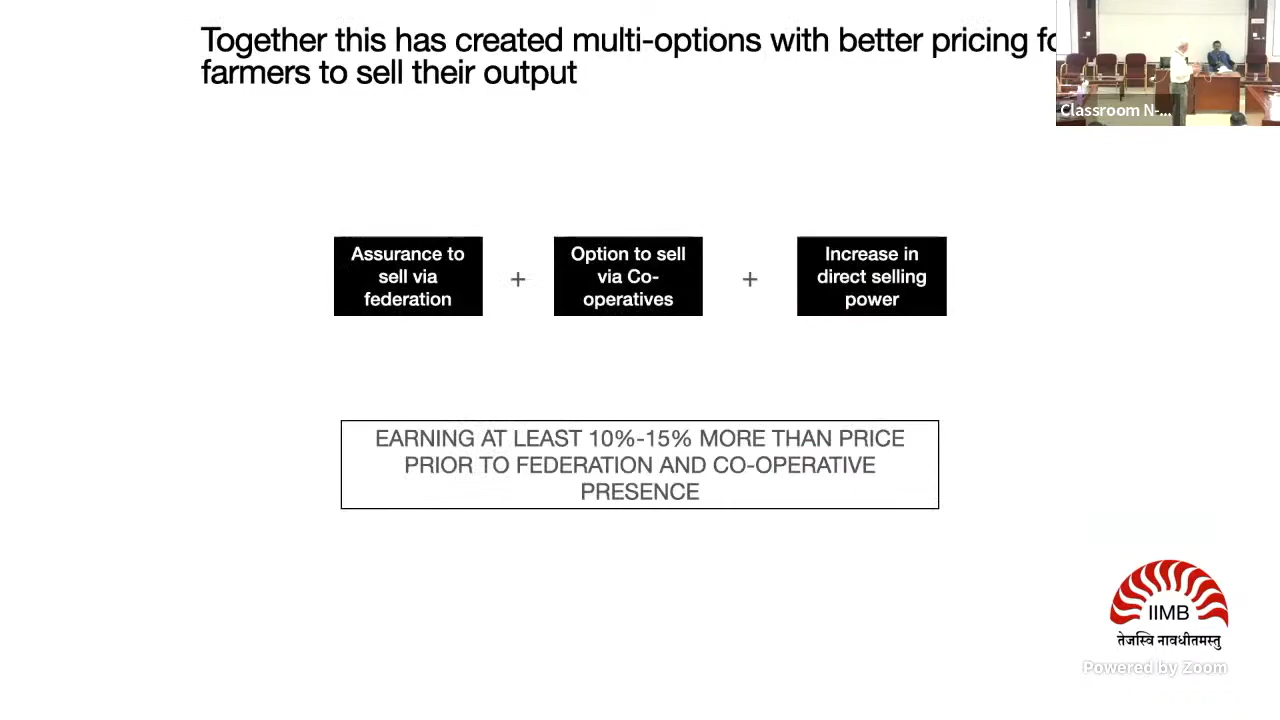 Together this has created multi-options with better pricing
farmers to sell their output
Classroom N-...
Assurance to
sell via
federation
+
Option to sell
via Co-
operatives
+
Increase in
direct selling
power
EARNING AT LEAST 10%-15% MORE THAN PRICE
PRIOR TO FEDERATION AND CO-OPERATIVE
PRESENCE
IIMB
तेजस्वि नावधीतमस्तु
Powered by Zoom